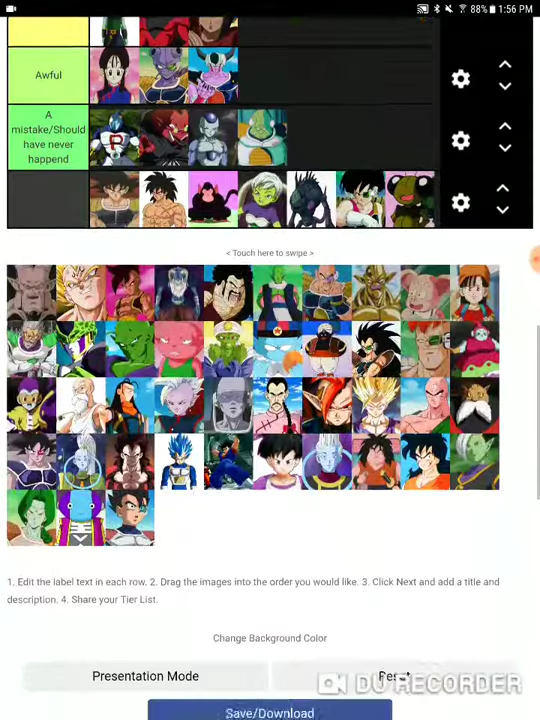 88% 1:56 PM
Awful
A
mistake/Should
have never
happend
< Touch here to swipe >
1. Edit the label text in each row. 2. Drag the images into the order you would like. 3. Click Next and add a title and
description. 4. Share your Tier List.
Change Background Color
Presentation Mode
Reset
DU RECORDER
Save/Download